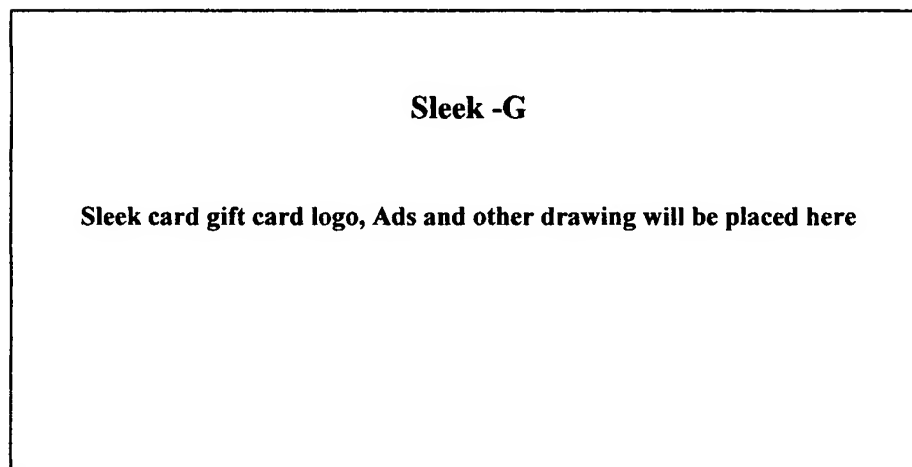 Sleek -G
Sleek card gift card logo, Ads and other drawing will be placed here